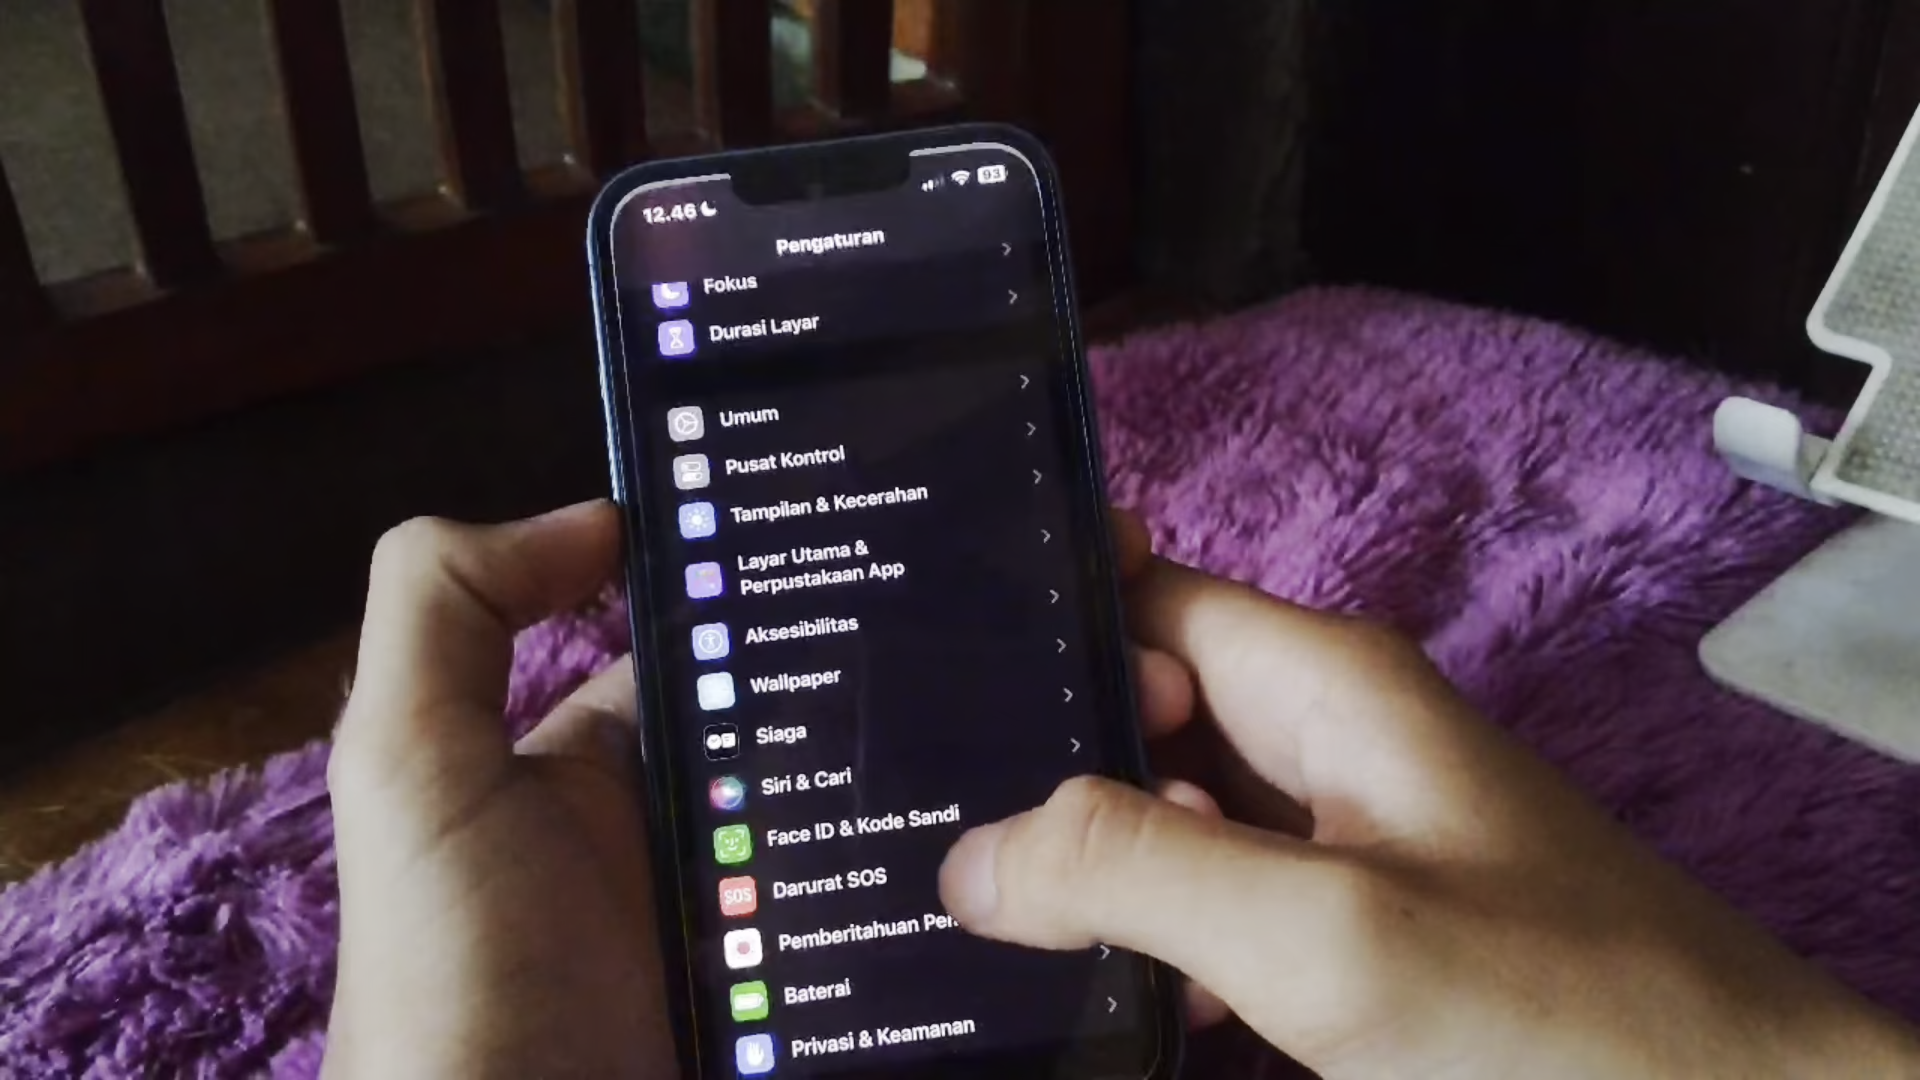 12.46
93
Pengaturan
Fokus
Durasi Layar
Umum
Pusat Kontrol
Tampilan & Kecerahan
Layar Utama &
Perpustakaan App
Aksesibilitas
Wallpaper
Siaga
Siri & Cari
Face ID & Kode Sandi
SOS
Darurat SOS
Pemberitahuan
Baterai
Privasi & Keamanan